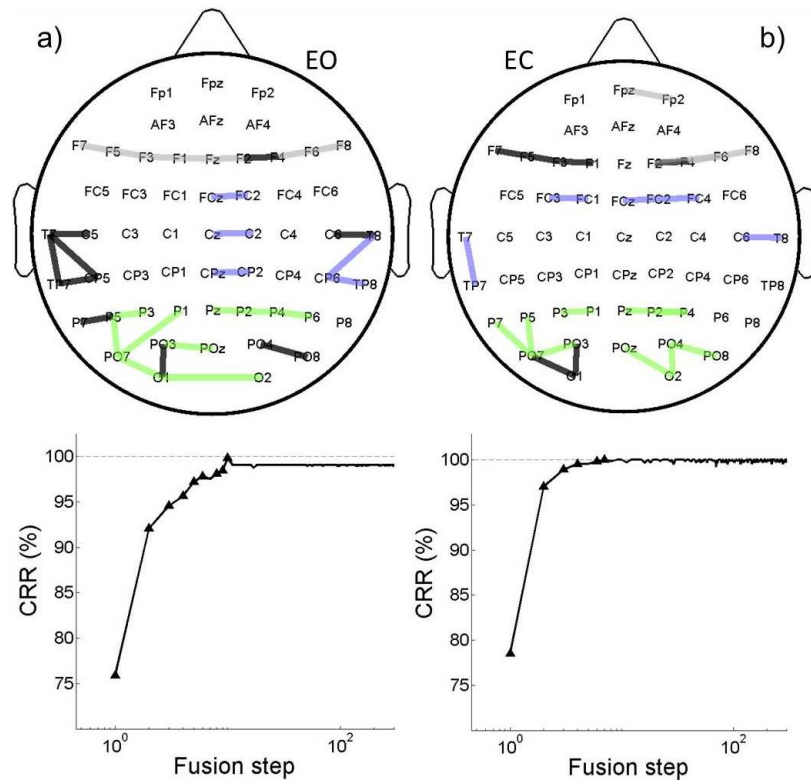 a)
EO
Fpz
Fp1 Fp2
AF3 AFz AF4
F7 F5 F3 F1 Fz F2 F4 F6 F8
FC5 FC3 FC1 FCz FC2 FC4 FC6
T7 C5 C3 C1 Cz C2 C4 C6 T8
TP7 CP5 CP3 CP1 CPz CP2 CP4 CP6 TP8
P7 P5 P3 P1 Pz P2 P4 P6 P8
PO7 PO3 POz PO4 PO8
O1 O2
b)
EC
Fpz
Fp1 Fp2
AF3 AFz AF4
F7 F5 F3 F1 Fz F2 F4 F6 F8
FC5 FC3 FC1 FCz FC2 FC4 FC6
T7 C5 C3 C1 Cz C2 C4 C6 T8
TP7 CP5 CP3 CP1 CPz CP2 CP4 CP6 TP8
P7 P5 P3 P1 Pz P2 P4 P6 P8
PO7 PO3 POz PO4 PO8
O1 O2
CRR (%)
100
95
90
85
80
75
10⁰ 10²
Fusion step
CRR (%)
100
95
90
85
80
75
10⁰ 10²
Fusion step